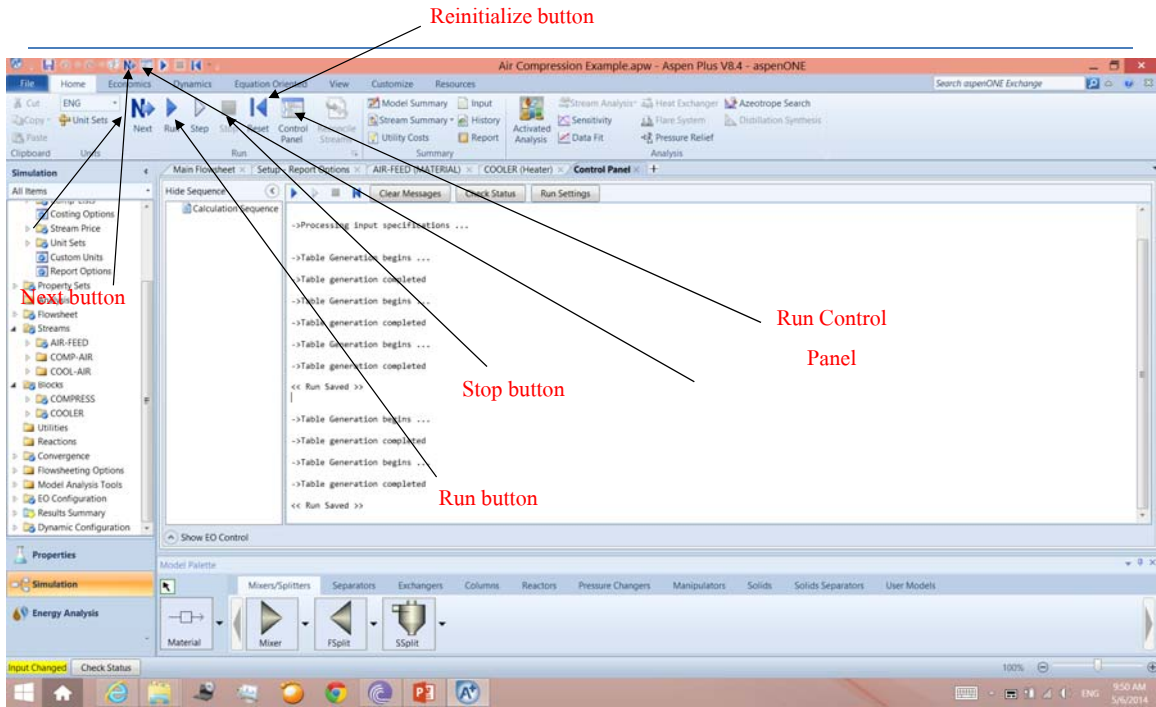 Reinitialize button
Air Compression Example.apw - Aspen Plus V8.4 - aspenONE
File Home Economics Dynamics Equation Oriented View Customize Resources Search aspenONE Exchange
Cut ENG Model Summary Input Stream Analysis Heat Exchanger Azeotrope Search
Copy Unit Sets Next Run Step Stop Reset Control Panel Reconcile Streams Stream Summary History Activated Analysis Sensitivity Flare System Distillation Synthesis
Paste Utility Costs Report Data Fit Pressure Relief
Clipboard Units Run Summary Analysis
Simulation
All Items
Costing Options
Stream Price
Unit Sets
Custom Units
Report Options
Property Sets
Flowsheet
Streams
AIR-FEED
COMP-AIR
COOL-AIR
Blocks
COMPRESS
COOLER
Utilities
Reactions
Convergence
Flowsheeting Options
Model Analysis Tools
EO Configuration
Results Summary
Dynamic Configuration
Properties
Simulation
Energy Analysis
Next button
Main Flowsheet Setup - Report Options AIR-FEED (MATERIAL) COOLER (Heater) Control Panel +
Hide Sequence Clear Messages Check Status Run Settings
Calculation Sequence
->Processing input specifications ...
->Table Generation begins ...
->Table generation completed
->Table Generation begins ...
->Table generation completed
->Table Generation begins ...
->Table generation completed
<< Run Saved >>
->Table Generation begins ...
->Table generation completed
->Table Generation begins ...
->Table generation completed
<< Run Saved >>
Run Control
Panel
Stop button
Run button
Show EO Control
Model Palette
Mixers/Splitters Separators Exchangers Columns Reactors Pressure Changers Manipulators Solids Solids Separators User Models
Material Mixer FSplit SSplit
Input Changed Check Status 100%
ENG 9:50 AM
5/6/2014